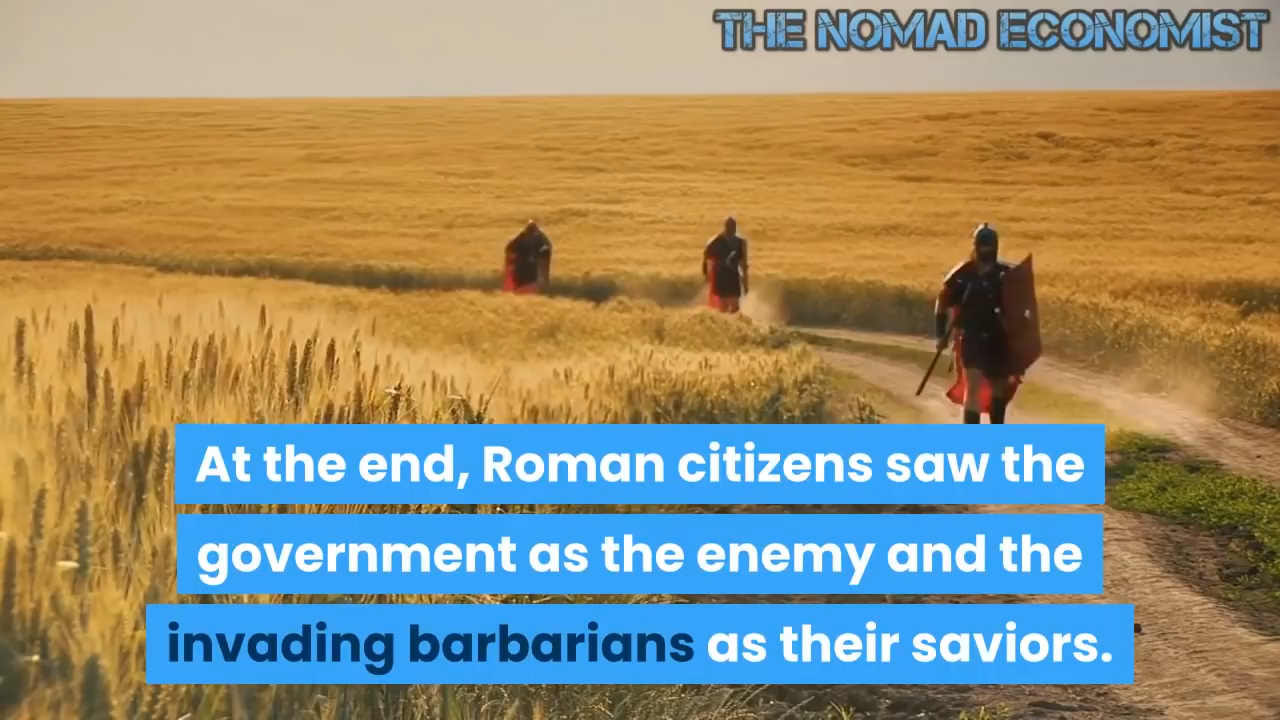 THE NOMAD ECONOMIST
At the end, Roman citizens saw the
government as the enemy and the
invading barbarians as their saviors.